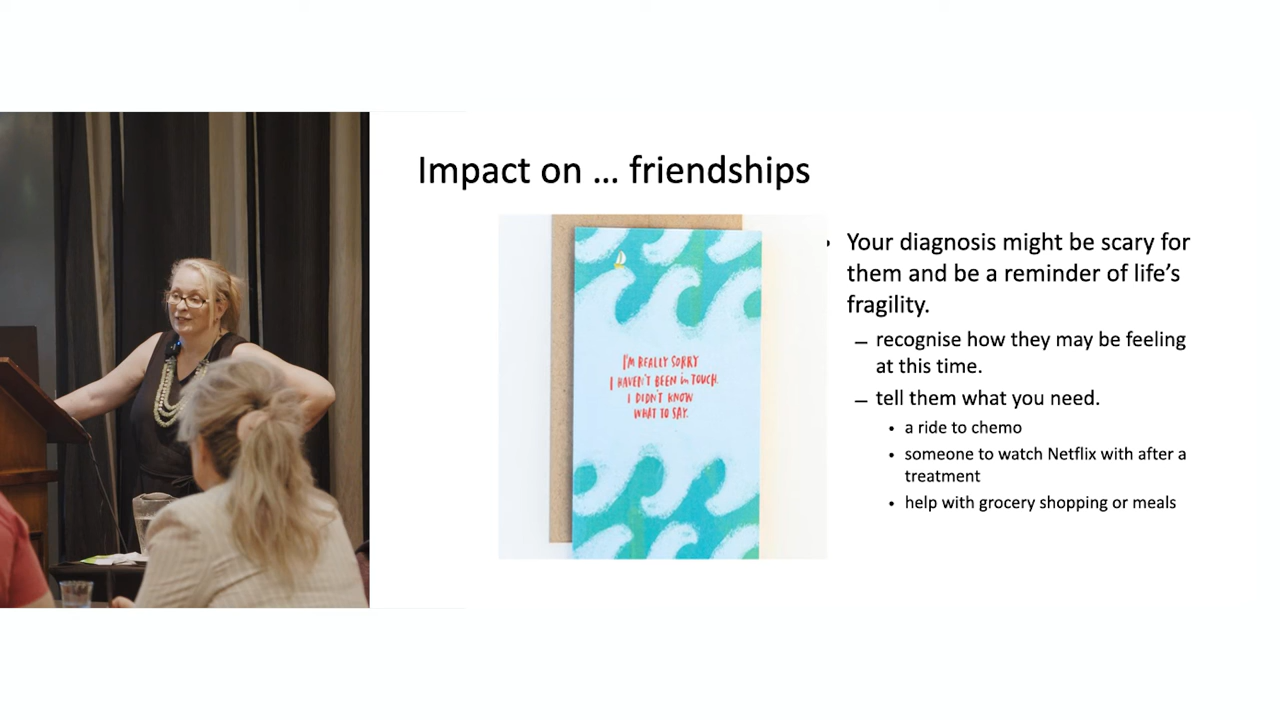 Impact on … friendships
I'M REALLY SORRY
I HAVEN'T BEEN in TOUCH.
I DIDN'T KNOW
WHAT TO SAY.
• Your diagnosis might be scary for
them and be a reminder of life's
fragility.
– recognise how they may be feeling
at this time.
– tell them what you need.
• a ride to chemo
• someone to watch Netflix with after a
treatment
• help with grocery shopping or meals